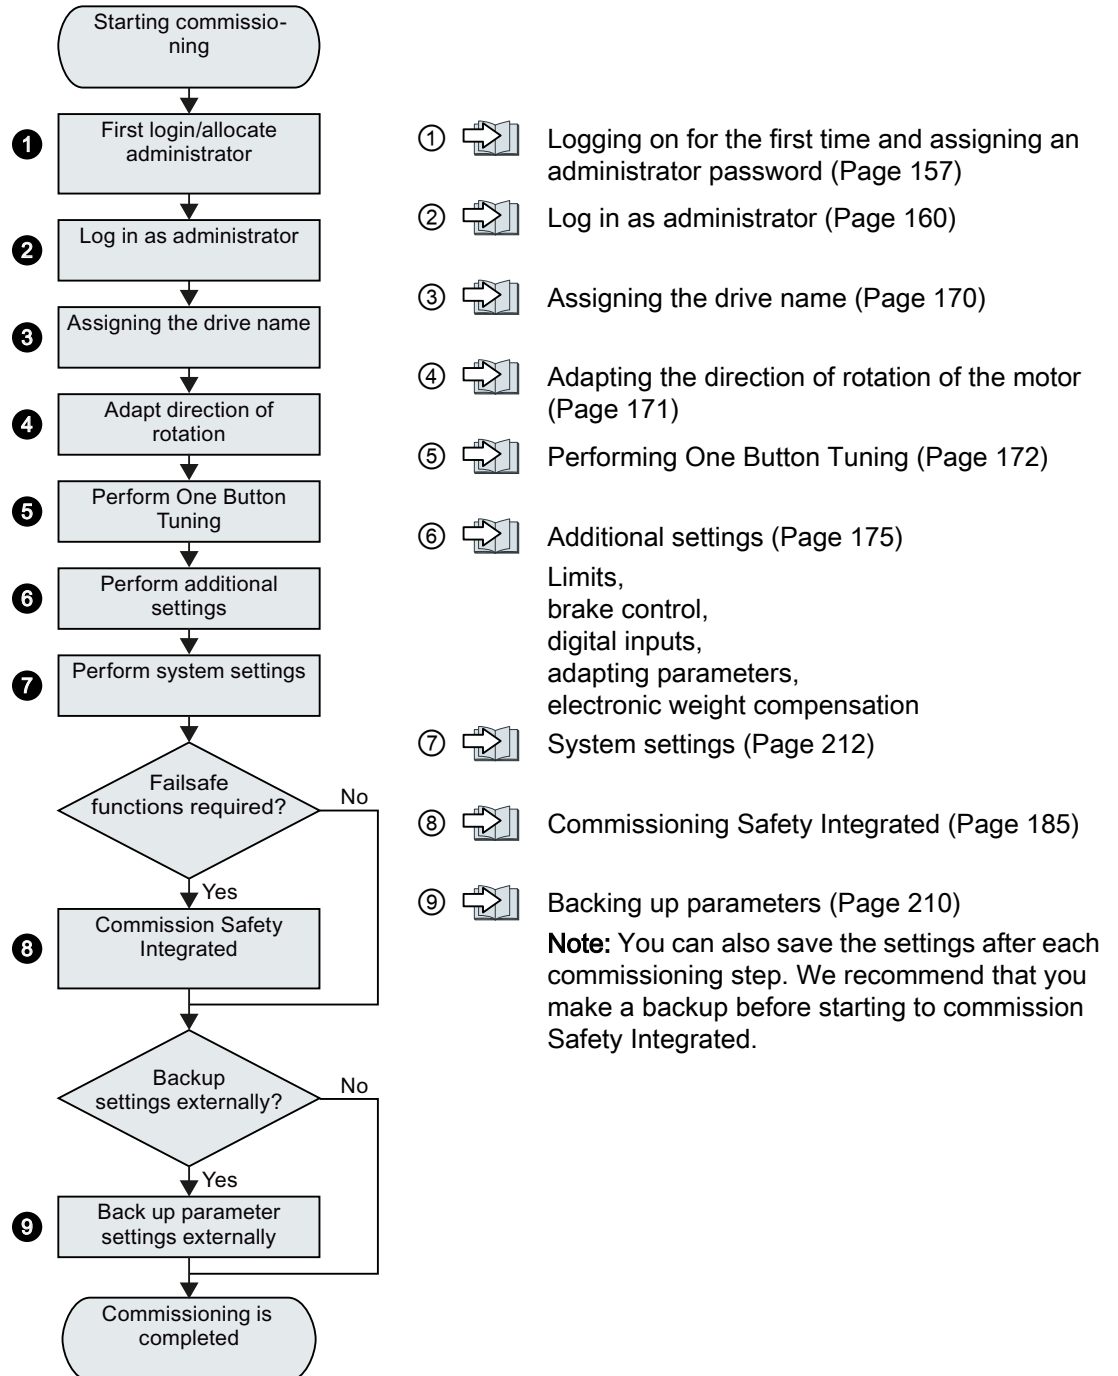 Starting commissio-
ning
1
First login/allocate
administrator
2
Log in as administrator
3
Assigning the drive name
4
Adapt direction of
rotation
5
Perform One Button
Tuning
6
Perform additional
settings
7
Perform system settings
Failsafe
functions required?
No
Yes
8
Commission Safety
Integrated
Backup
settings externally?
No
Yes
9
Back up parameter
settings externally
Commissioning is
completed
① Logging on for the first time and assigning an
administrator password (Page 157)
② Log in as administrator (Page 160)
③ Assigning the drive name (Page 170)
④ Adapting the direction of rotation of the motor
(Page 171)
⑤ Performing One Button Tuning (Page 172)
⑥ Additional settings (Page 175)
Limits,
brake control,
digital inputs,
adapting parameters,
electronic weight compensation
⑦ System settings (Page 212)
⑧ Commissioning Safety Integrated (Page 185)
⑨ Backing up parameters (Page 210)
Note: You can also save the settings after each
commissioning step. We recommend that you
make a backup before starting to commission
Safety Integrated.